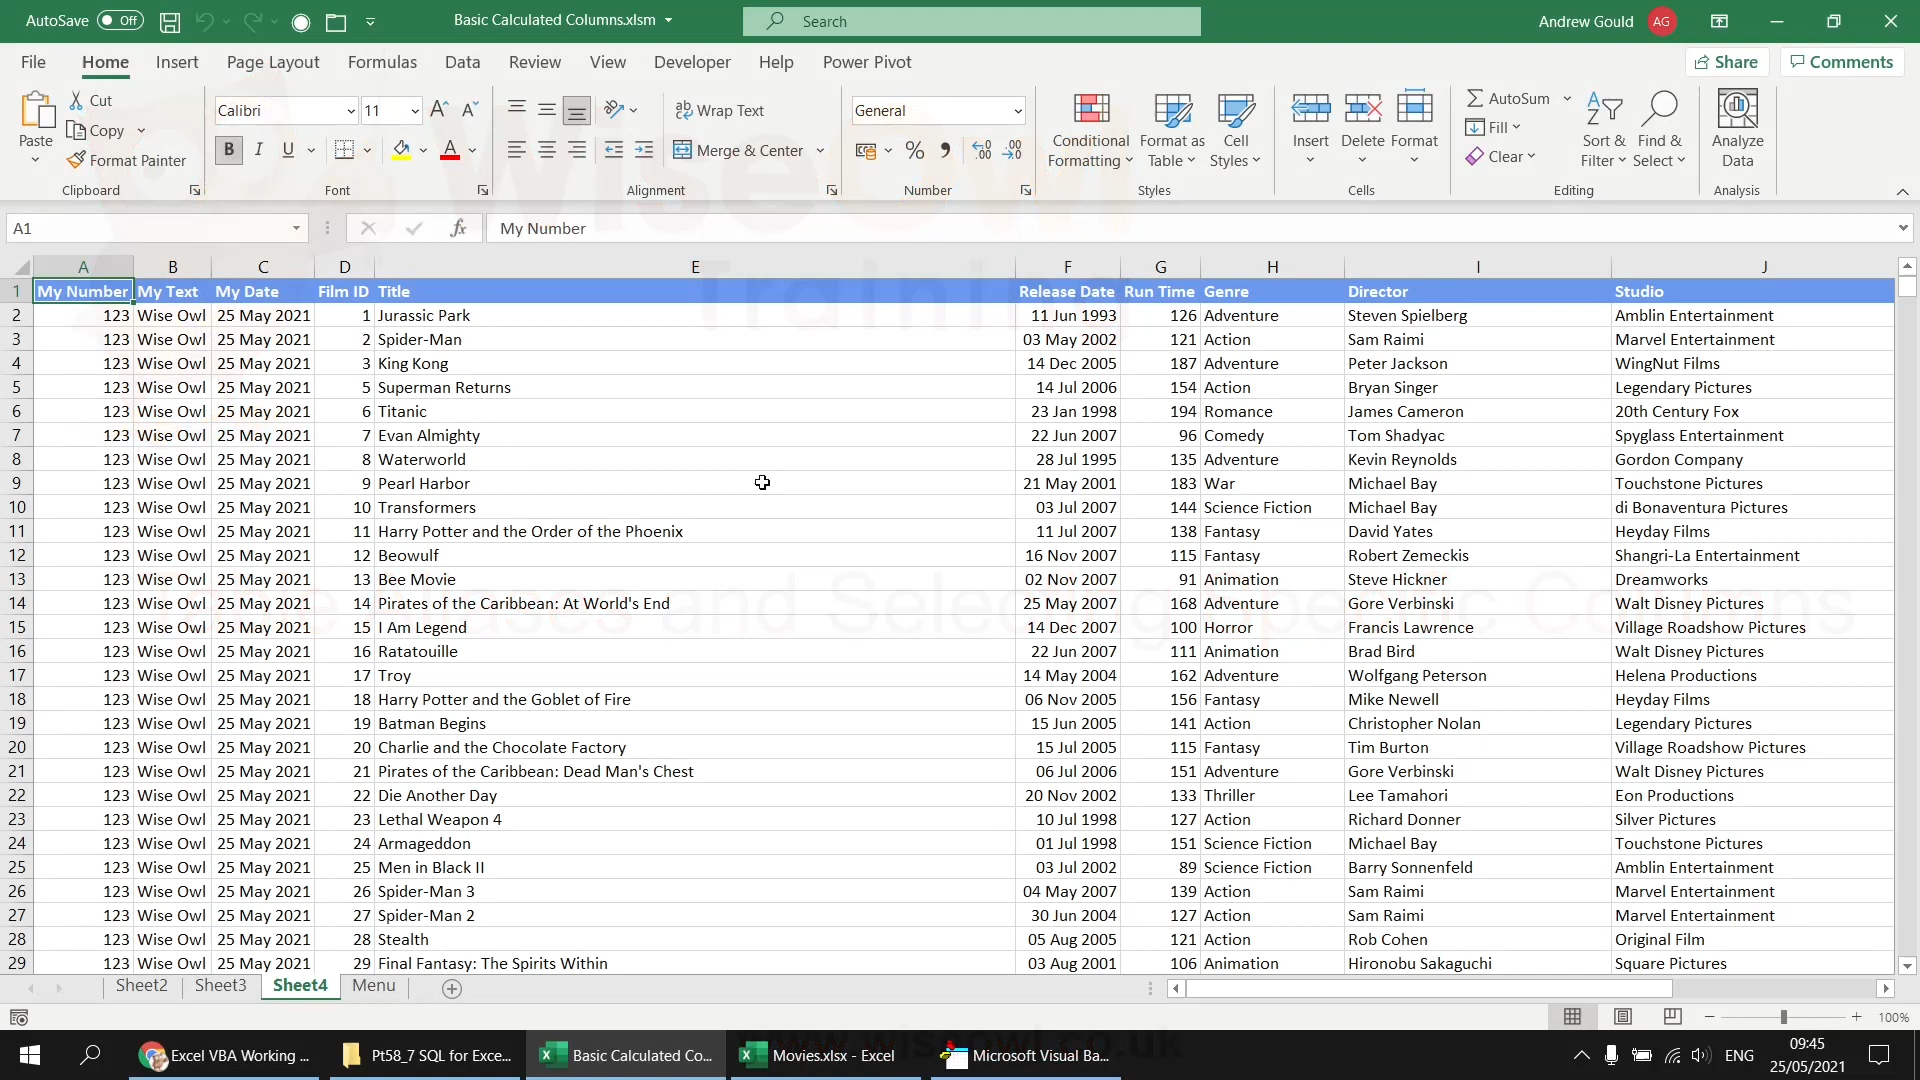 AutoSave Off Basic Calculated Columns.xlsm Search Andrew Gould AG
File Home Insert Page Layout Formulas Data Review View Developer Help Power Pivot Share Comments
Paste Cut Copy Format Painter Clipboard
Calibri 11 B I U A A A Font
Wrap Text Merge & Center Alignment
General % Number
Conditional Formatting Format as Table Cell Styles Styles
Insert Delete Format Cells
AutoSum Fill Clear Sort & Filter Find & Select Editing
Analyze Data Analysis
A1 fx My Number
A B C D E F G H I J
1 My Number My Text My Date Film ID Title Release Date Run Time Genre Director Studio
2 123 Wise Owl 25 May 2021 1 Jurassic Park 11 Jun 1993 126 Adventure Steven Spielberg Amblin Entertainment
3 123 Wise Owl 25 May 2021 2 Spider-Man 03 May 2002 121 Action Sam Raimi Marvel Entertainment
4 123 Wise Owl 25 May 2021 3 King Kong 14 Dec 2005 187 Adventure Peter Jackson WingNut Films
5 123 Wise Owl 25 May 2021 5 Superman Returns 14 Jul 2006 154 Action Bryan Singer Legendary Pictures
6 123 Wise Owl 25 May 2021 6 Titanic 23 Jan 1998 194 Romance James Cameron 20th Century Fox
7 123 Wise Owl 25 May 2021 7 Evan Almighty 22 Jun 2007 96 Comedy Tom Shadyac Spyglass Entertainment
8 123 Wise Owl 25 May 2021 8 Waterworld 28 Jul 1995 135 Adventure Kevin Reynolds Gordon Company
9 123 Wise Owl 25 May 2021 9 Pearl Harbor 21 May 2001 183 War Michael Bay Touchstone Pictures
10 123 Wise Owl 25 May 2021 10 Transformers 03 Jul 2007 144 Science Fiction Michael Bay di Bonaventura Pictures
11 123 Wise Owl 25 May 2021 11 Harry Potter and the Order of the Phoenix 11 Jul 2007 138 Fantasy David Yates Heyday Films
12 123 Wise Owl 25 May 2021 12 Beowulf 16 Nov 2007 115 Fantasy Robert Zemeckis Shangri-La Entertainment
13 123 Wise Owl 25 May 2021 13 Bee Movie 02 Nov 2007 91 Animation Steve Hickner Dreamworks
14 123 Wise Owl 25 May 2021 14 Pirates of the Caribbean: At World's End 25 May 2007 168 Adventure Gore Verbinski Walt Disney Pictures
15 123 Wise Owl 25 May 2021 15 I Am Legend 14 Dec 2007 100 Horror Francis Lawrence Village Roadshow Pictures
16 123 Wise Owl 25 May 2021 16 Ratatouille 22 Jun 2007 111 Animation Brad Bird Walt Disney Pictures
17 123 Wise Owl 25 May 2021 17 Troy 14 May 2004 162 Adventure Wolfgang Peterson Helena Productions
18 123 Wise Owl 25 May 2021 18 Harry Potter and the Goblet of Fire 06 Nov 2005 156 Fantasy Mike Newell Heyday Films
19 123 Wise Owl 25 May 2021 19 Batman Begins 15 Jun 2005 141 Action Christopher Nolan Legendary Pictures
20 123 Wise Owl 25 May 2021 20 Charlie and the Chocolate Factory 15 Jul 2005 115 Fantasy Tim Burton Village Roadshow Pictures
21 123 Wise Owl 25 May 2021 21 Pirates of the Caribbean: Dead Man's Chest 06 Jul 2006 151 Adventure Gore Verbinski Walt Disney Pictures
22 123 Wise Owl 25 May 2021 22 Die Another Day 20 Nov 2002 133 Thriller Lee Tamahori Eon Productions
23 123 Wise Owl 25 May 2021 23 Lethal Weapon 4 10 Jul 1998 127 Action Richard Donner Silver Pictures
24 123 Wise Owl 25 May 2021 24 Armageddon 01 Jul 1998 151 Science Fiction Michael Bay Touchstone Pictures
25 123 Wise Owl 25 May 2021 25 Men in Black II 03 Jul 2002 89 Science Fiction Barry Sonnenfeld Amblin Entertainment
26 123 Wise Owl 25 May 2021 26 Spider-Man 3 04 May 2007 139 Action Sam Raimi Marvel Entertainment
27 123 Wise Owl 25 May 2021 27 Spider-Man 2 30 Jun 2004 127 Action Sam Raimi Marvel Entertainment
28 123 Wise Owl 25 May 2021 28 Stealth 05 Aug 2005 121 Action Rob Cohen Original Film
29 123 Wise Owl 25 May 2021 29 Final Fantasy: The Spirits Within 03 Aug 2001 106 Animation Hironobu Sakaguchi Square Pictures
Sheet2 Sheet3 Sheet4 Menu
100%
Excel VBA Working ... Pt58_7 SQL for Exce... Basic Calculated Co... Movies.xlsx - Excel Microsoft Visual Ba... ENG 09:45
25/05/2021